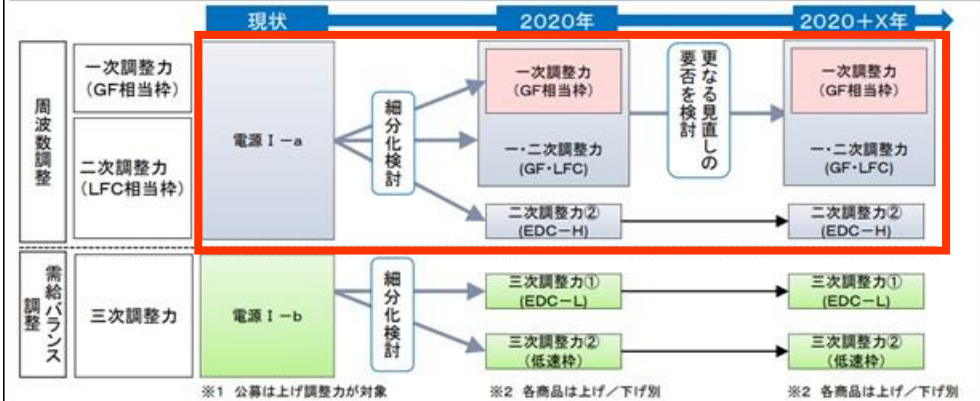 現状
2020年
2020+X年
周波数調整
一次調整力
(GF相当枠)
二次調整力
(LFC相当枠)
電源Ⅰ-a
細分化検討
一次調整力
(GF相当枠)
一・二次調整力
(GF・LFC)
二次調整力②
(EDC-H)
更なる見直しの
要否を検討
一次調整力
(GF相当枠)
一・二次調整力
(GF・LFC)
二次調整力②
(EDC-H)
需給バランス
調整
三次調整力
電源Ⅰ-b
細分化検討
三次調整力①
(EDC-L)
三次調整力②
(低速枠)
三次調整力①
(EDC-L)
三次調整力②
(低速枠)
※1 公募は上げ調整力が対象
※2 各商品は上げ/下げ別
※2 各商品は上げ/下げ別